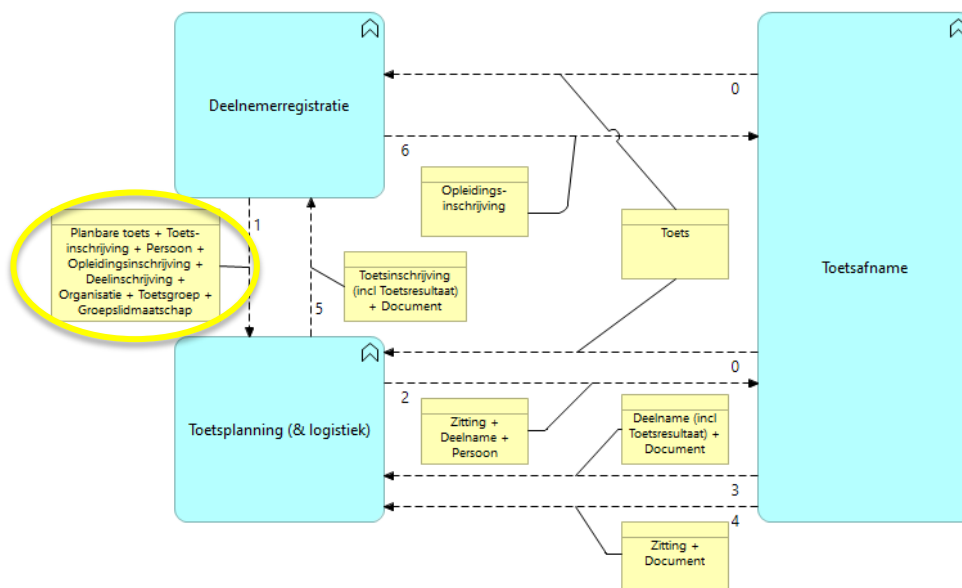 Deelnemerregistratie
0
6
Opleidings-
inschrijving
Toets
Toetsafname
1
Planbare toets + Toets-
inschrijving + Persoon +
Opleidingsinschrijving +
Deelinschrijving +
Organisatie + Toetsgroep +
Groepslidmaatschap
Toetsinschrijving
(incl Toetsresultaat)
+ Document
5
0
Toetsplanning (& logistiek)
2
Zitting +
Deelname +
Persoon
Deelname (incl
Toetsresultaat) +
Document
3
4
Zitting +
Document